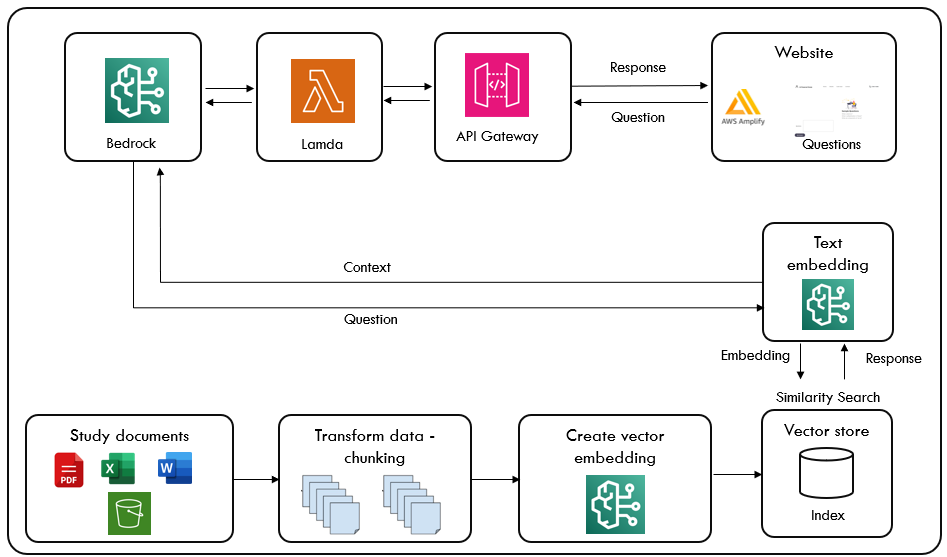 Website
Bedrock
Lamda
API Gateway
Response
Question
AWS Amplify
Questions
Context
Question
Text
embedding
Embedding
Response
Similarity Search
Study documents
PDF
X
W
Transform data -
chunking
Create vector
embedding
Vector store
Index